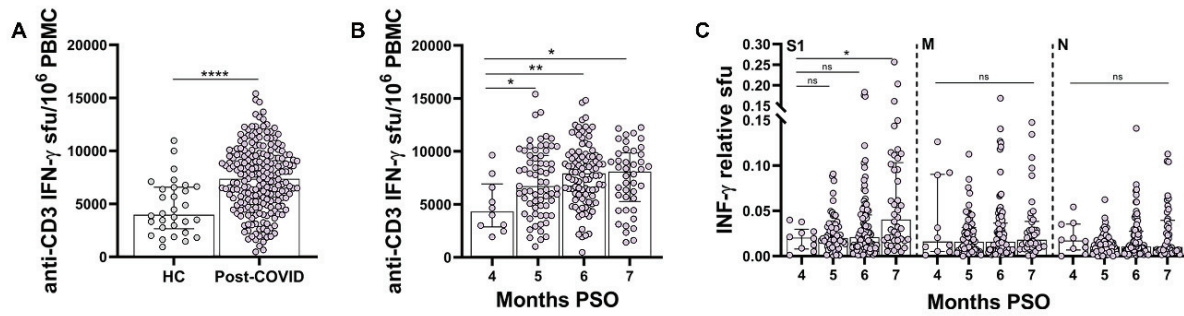 A
anti-CD3 IFN-γ sfu/10⁶ PBMC
20000
15000
10000
5000
0
****
HC
Post-COVID
B
anti-CD3 IFN-γ sfu/10⁶ PBMC
20000
15000
10000
5000
0
*
**
*
4 5 6 7
Months PSO
C
INF-γ relative sfu
0.30
0.25
0.20
0.15
0.15
0.10
0.05
0.00
S1
*
ns
ns
M
ns
N
ns
4 5 6 7 4 5 6 7 4 5 6 7
Months PSO